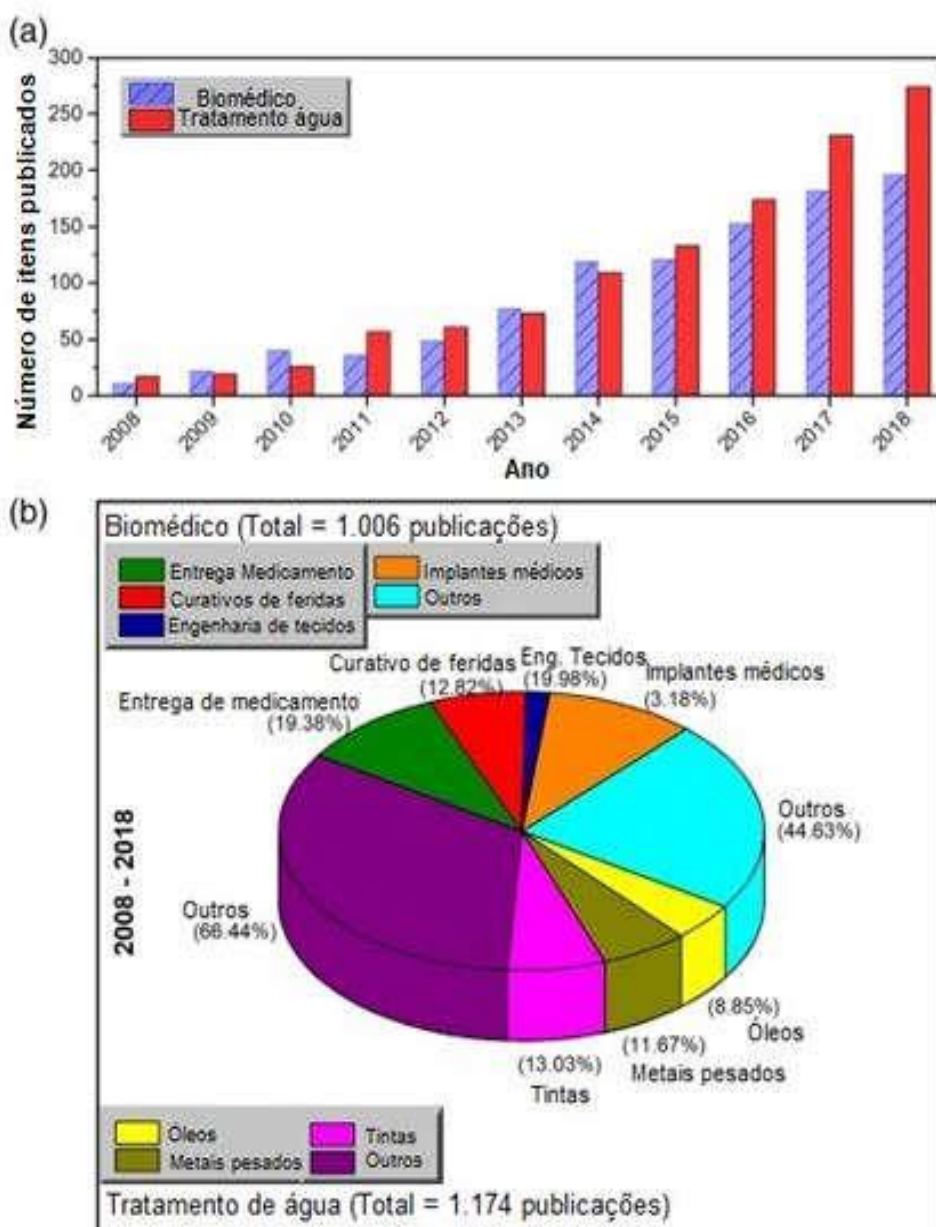 (a)
Número de itens publicados
300
250
200
150
100
50
0
Biomédico
Tratamento água
2008
2009
2010
2011
2012
2013
2014
2015
2016
2017
2018
Ano
(b)
Biomédico (Total = 1.006 publicações)
Entrega Medicamento
Curativos de feridas
Engenharia de tecidos
Implantes médicos
Outros
Curativo de feridas
(12.82%)
Eng. Tecidos
(19.98%)
Implantes médicos
(3.18%)
Entrega de medicamento
(19.38%)
Outros
(44.63%)
2008 - 2018
Outros
(66.44%)
(8.85%)
Óleos
(11.67%)
Metais pesados
(13.03%)
Tintas
Óleos
Metais pesados
Tintas
Outros
Tratamento de água (Total = 1.174 publicações)